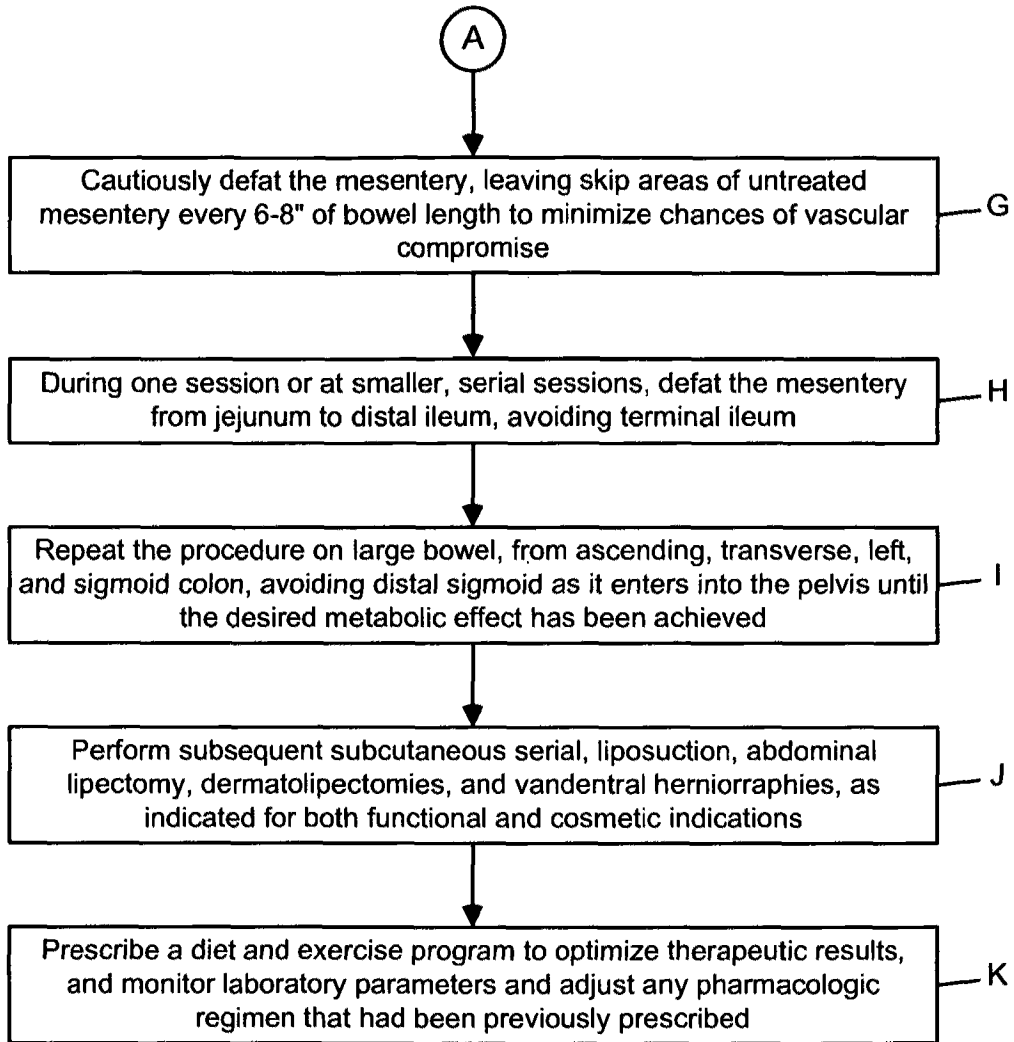 A
Cautiously defat the mesentery, leaving skip areas of untreated
mesentery every 6-8" of bowel length to minimize chances of vascular
compromise
G
During one session or at smaller, serial sessions, defat the mesentery
from jejunum to distal ileum, avoiding terminal ileum
H
Repeat the procedure on large bowel, from ascending, transverse, left,
and sigmoid colon, avoiding distal sigmoid as it enters into the pelvis until
the desired metabolic effect has been achieved
I
Perform subsequent subcutaneous serial, liposuction, abdominal
lipectomy, dermatolipectomies, and vandentral herniorraphies, as
indicated for both functional and cosmetic indications
J
Prescribe a diet and exercise program to optimize therapeutic results,
and monitor laboratory parameters and adjust any pharmacologic
regimen that had been previously prescribed
K